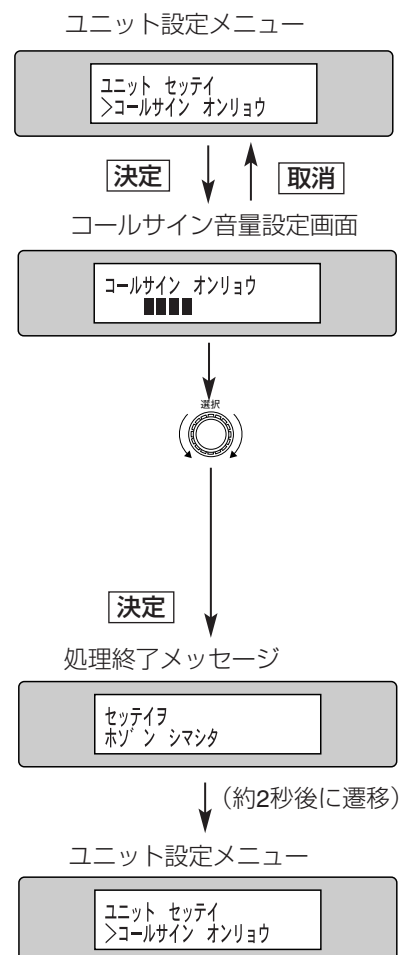 ユニット設定メニュー
ユニット セッテイ
>コールサイン オンリョウ
決定 取消
コールサイン音量設定画面
コールサイン オンリョウ
選択
決定
処理終了メッセージ
セッテイヲ
ホゾン シマシタ
(約2秒後に遷移)
ユニット設定メニュー
ユニット セッテイ
>コールサイン オンリョウ